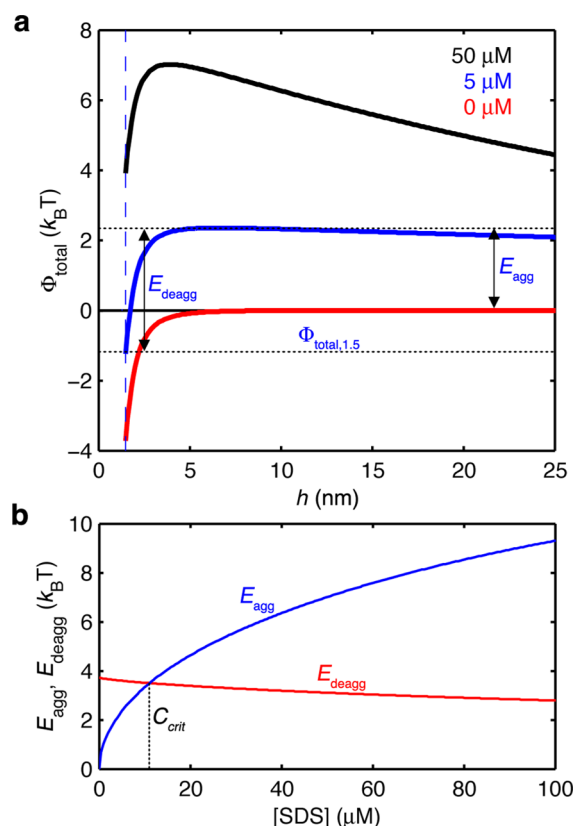 a
50 μM
5 μM
0 μM
8
6
4
2
0
−2
−4
Φtotal (kBT)
Edeagg
Eagg
Φtotal,1.5
0 5 10 15 20 25
h (nm)
b
10
8
6
4
2
0
Eagg, Edeagg (kBT)
Eagg
Edeagg
Ccrit
0 20 40 60 80 100
[SDS] (μM)